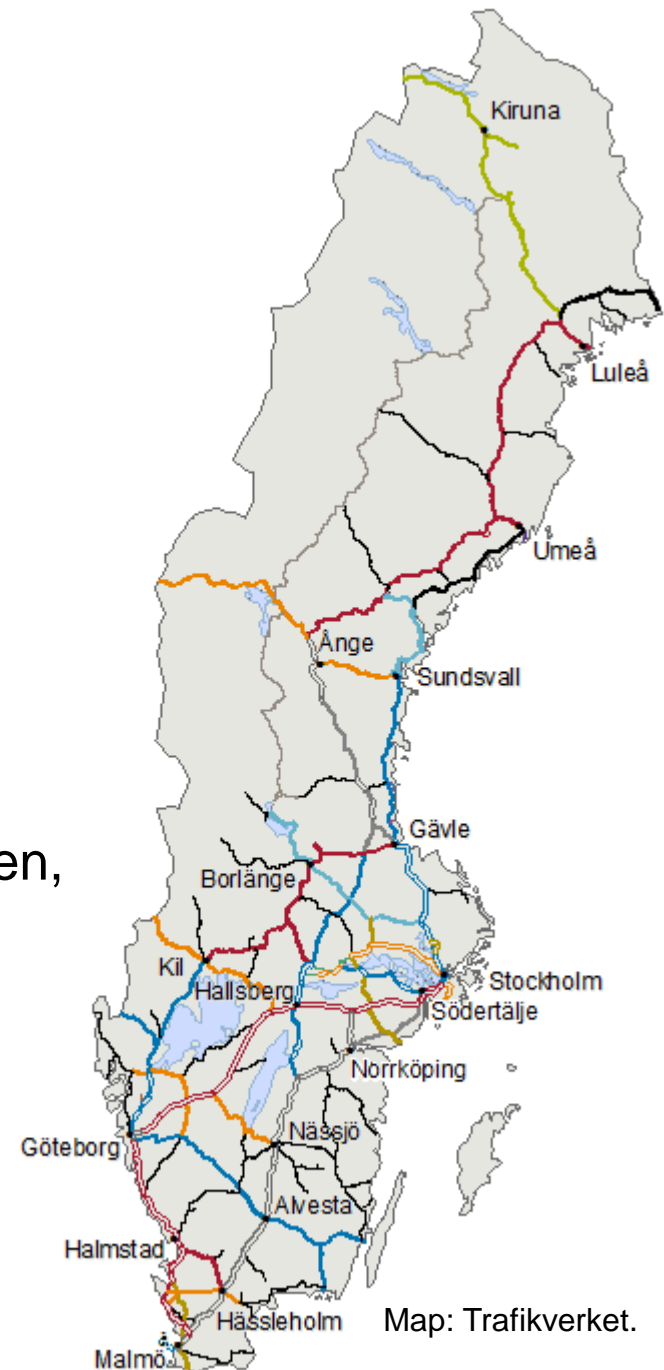 Kiruna
Luleå
Umeå
Ånge
Sundsvall
Gävle
en,
Borlänge
Kil
Stockholm
Hallsberg
Södertälje
Norrköping
Göteborg
Nässjö
Alvesta
Halmstad
Hässleholm
Map: Trafikverket.
Malmö